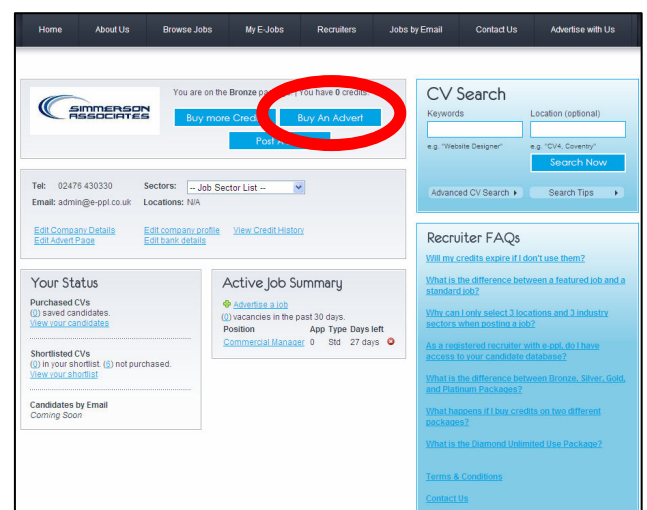 Home About Us Browse Jobs My E-Jobs Recruiters Jobs by Email Contact Us Advertise with Us
SIMMERSON
ASSOCIATES
You are on the Bronze You have 0 credits
Buy more Buy An Advert
Post
Tel: 02476 430330 Sectors: -- Job Sector List --
Email: admin@e-ppl.co.uk Locations: N/A
Edit Company Details Edit company profile View Credit History
Edit Advert Page Edit bank details
Your Status
Purchased CVs
(0) saved candidates.
View your candidates
Shortlisted CVs
(0) in your shortlist. (6) not purchased.
View your shortlist
Candidates by Email
Coming Soon
Active Job Summary
Advertise a job
(0) vacancies in the past 30 days.
Position App Type Days left
Commercial Manager 0 Std 27 days
CV Search
Keywords Location (optional)
e.g. "Website Designer" e.g. "CV4, Coventry"
Search Now
Advanced CV Search Search Tips
Recruiter FAQs
Will my credits expire if I don't use them?
What is the difference between a featured job and a
standard job?
Why can I only select 3 locations and 3 industry
sectors when posting a job?
As a registered recruiter with e-ppl, do I have
access to your candidate database?
What is the difference between Bronze, Silver, Gold,
and Platinum Packages?
What happens if I buy credits on two different
packages?
What is the Diamond Unlimited Use Package?
Terms & Conditions
Contact Us